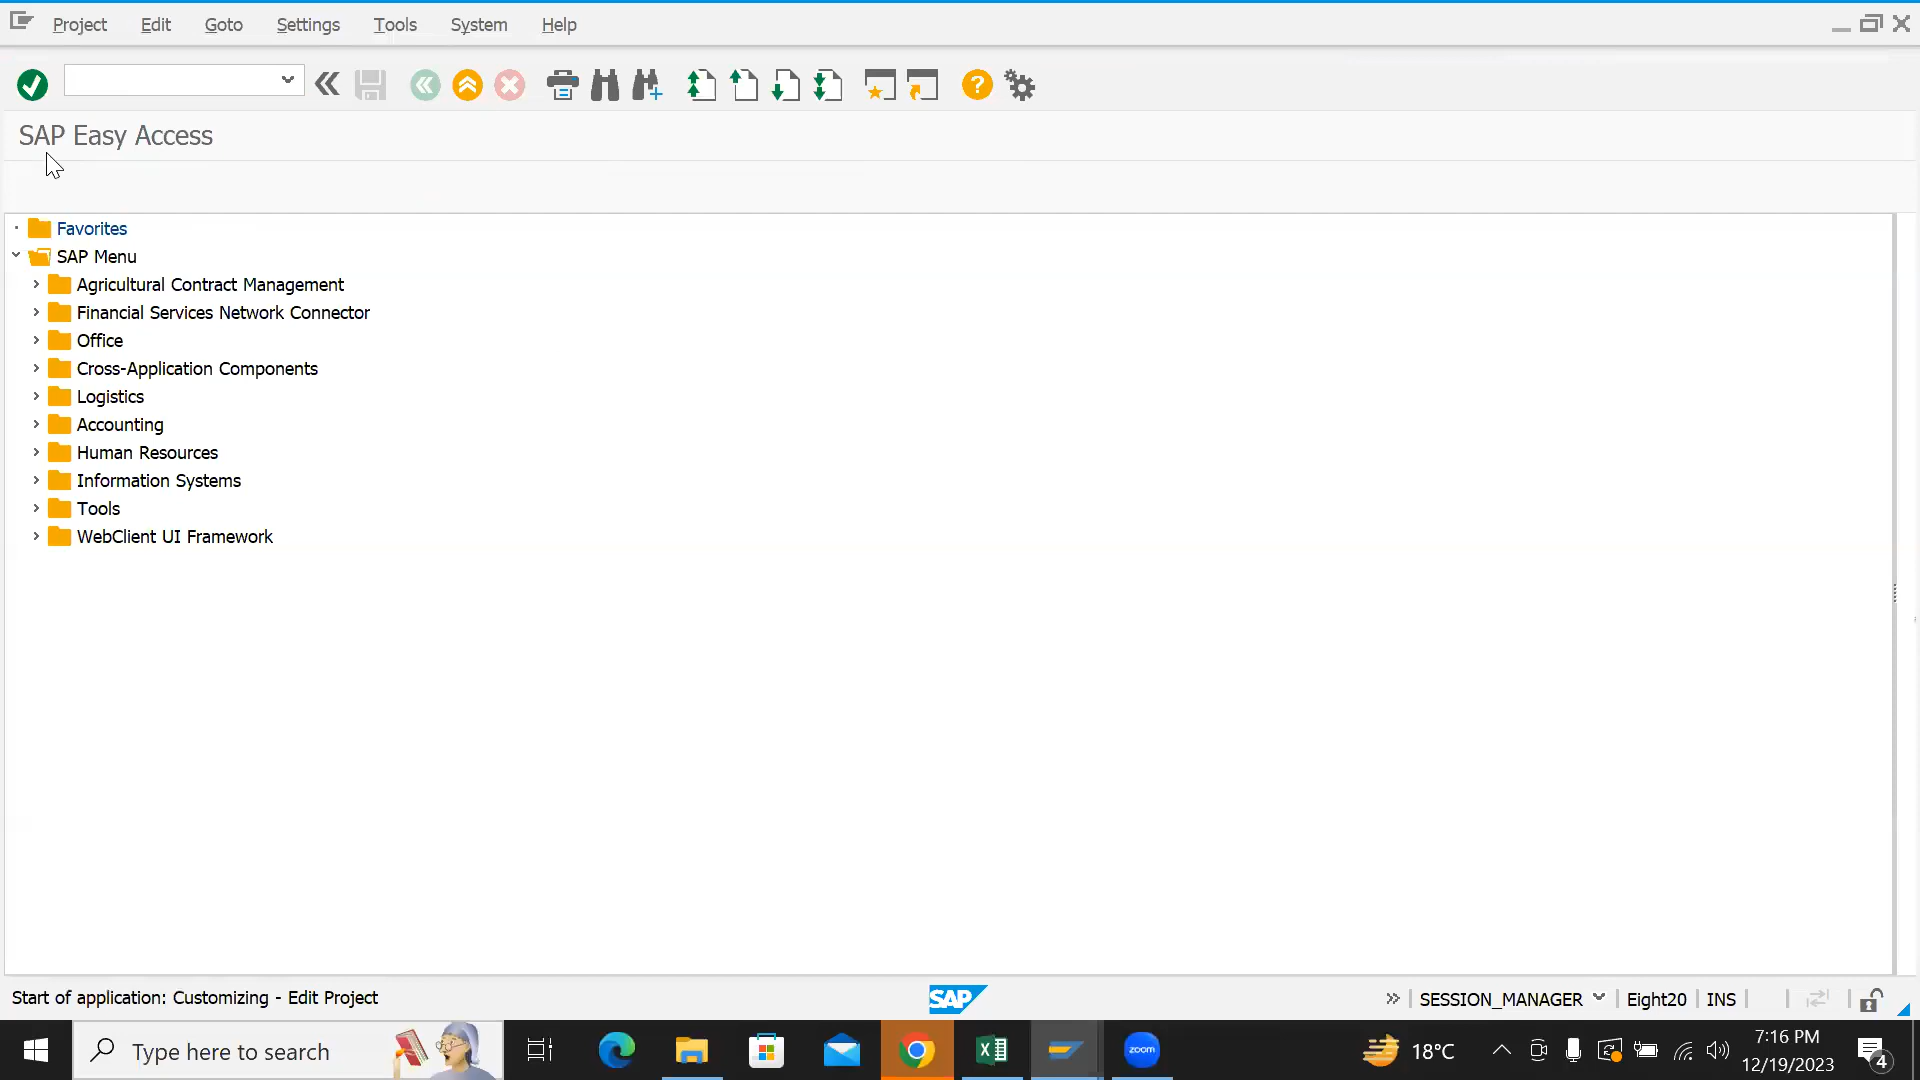 Project Edit Goto Settings Tools System Help
SAP Easy Access
Favorites
SAP Menu
Agricultural Contract Management
Financial Services Network Connector
Office
Cross-Application Components
Logistics
Accounting
Human Resources
Information Systems
Tools
WebClient UI Framework
Start of application: Customizing - Edit Project
SAP
SESSION_MANAGER Eight20 INS
Type here to search
zoom
18°C
7:16 PM
12/19/2023
4